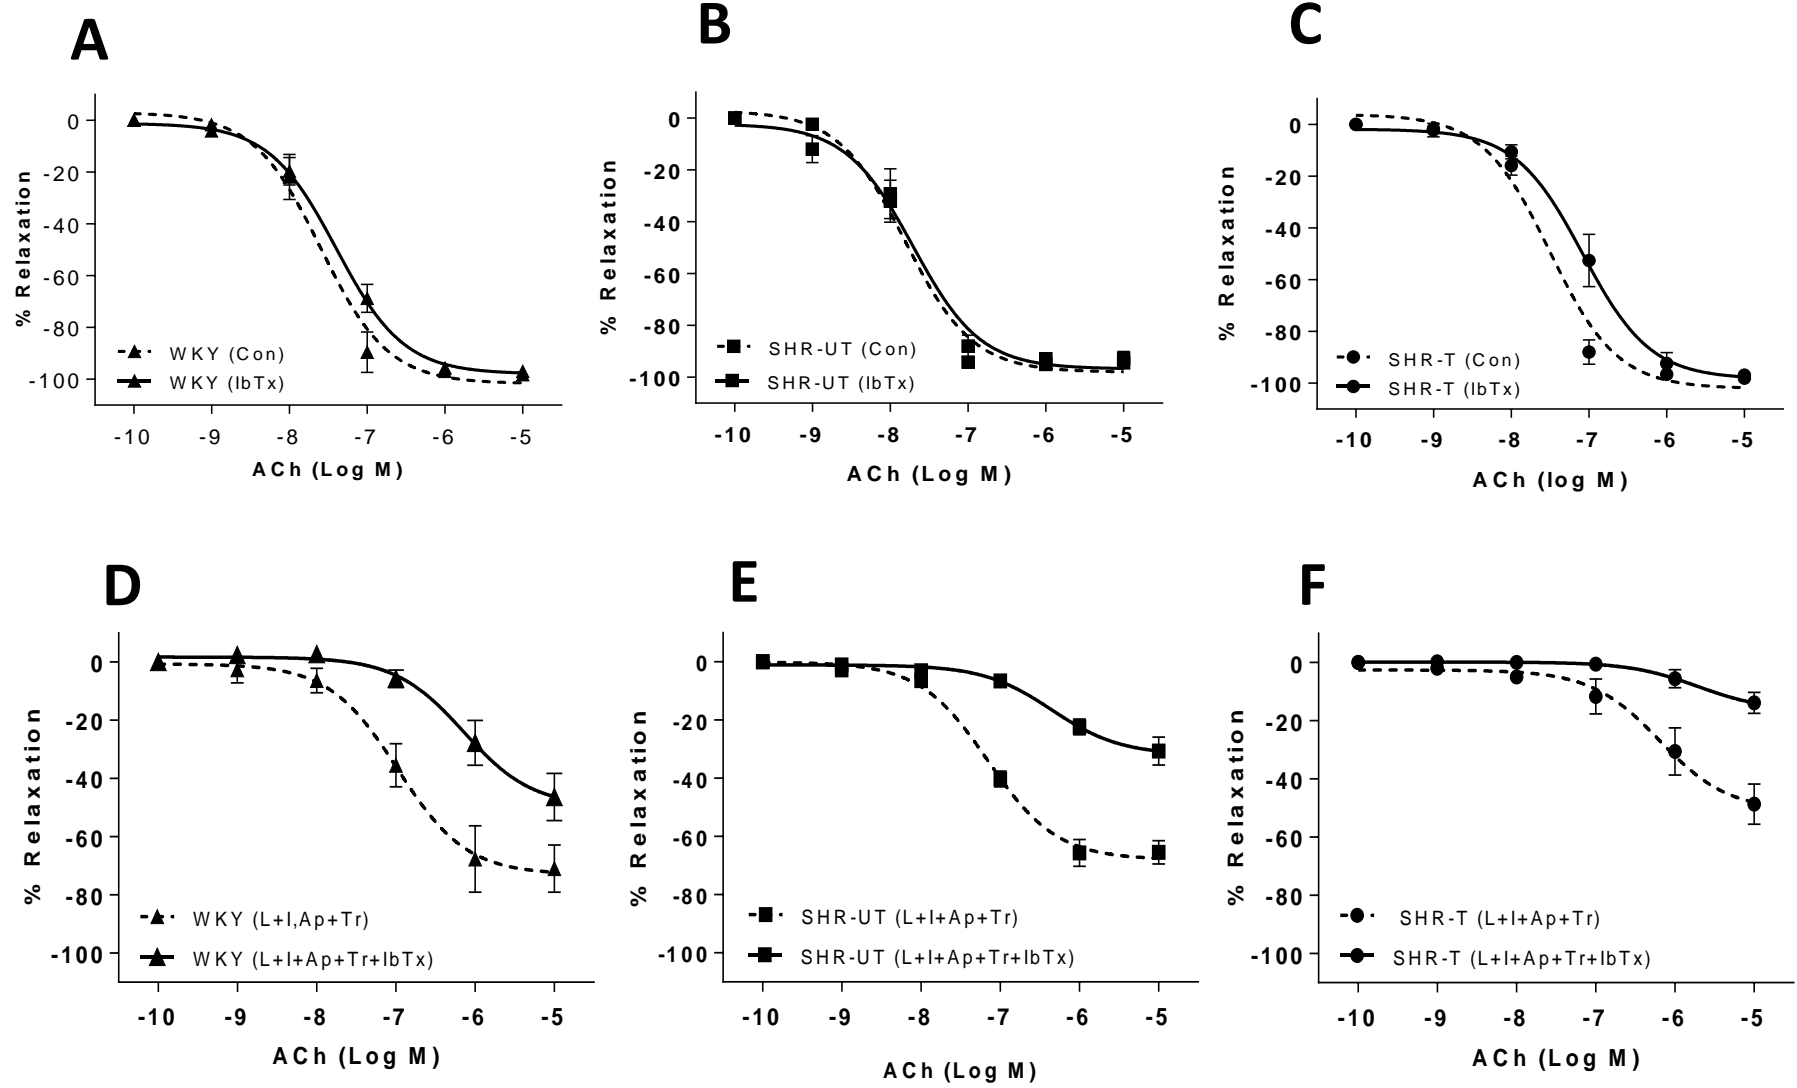 A
0
-20
-40
-60
-80
-100
% Relaxation
WKY (Con)
WKY (IbTx)
-10 -9 -8 -7 -6 -5
ACh (Log M)
B
0
-20
-40
-60
-80
-100
% Relaxation
SHR-UT (Con)
SHR-UT (IbTx)
-10 -9 -8 -7 -6 -5
ACh (Log M)
C
0
-20
-40
-60
-80
-100
% Relaxation
SHR-T (Con)
SHR-T (IbTx)
-10 -9 -8 -7 -6 -5
ACh (log M)
D
0
-20
-40
-60
-80
-100
% Relaxation
WKY (L+I,Ap+Tr)
WKY (L+I+Ap+Tr+IbTx)
-10 -9 -8 -7 -6 -5
ACh (Log M)
E
0
-20
-40
-60
-80
-100
% Relaxation
SHR-UT (L+I+Ap+Tr)
SHR-UT (L+I+Ap+Tr+IbTx)
-10 -9 -8 -7 -6 -5
ACh (Log M)
F
0
-20
-40
-60
-80
-100
% Relaxation
SHR-T (L+I+Ap+Tr)
SHR-T (L+I+Ap+Tr+IbTx)
-10 -9 -8 -7 -6 -5
ACh (Log M)